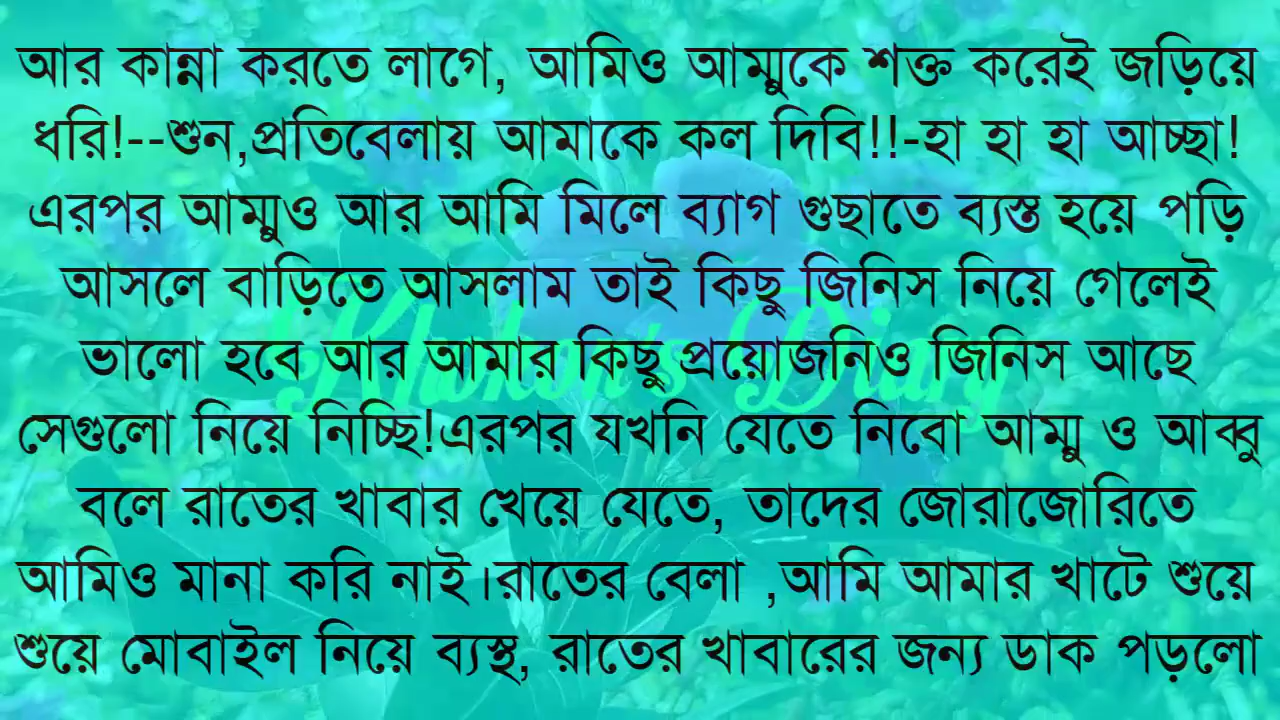 আর কান্না করতে লাগে, আমিও আম্মুকে শক্ত করেই জড়িয়ে
ধরি!--শুন,প্রতিবেলায় আমাকে কল দিবি!!-হা হা হা আচ্ছা!
এরপর আম্মুও আর আমি মিলে ব্যাগ গুছাতে ব্যস্ত হয়ে পড়ি
আসলে বাড়িতে আসলাম তাই কিছু জিনিস নিয়ে গেলেই
ভালো হবে আর আমার কিছু প্রয়োজনিও জিনিস আছে
Khokon's Diary
সেগুলো নিয়ে নিচ্ছি!এরপর যখনি যেতে নিবো আম্মু ও আব্বু
বলে রাতের খাবার খেয়ে যেতে, তাদের জোরাজোরিতে
আমিও মানা করি নাই।রাতের বেলা ,আমি আমার খাটে শুয়ে
শুয়ে মোবাইল নিয়ে ব্যস্থ, রাতের খাবারের জন্য ডাক পড়লো